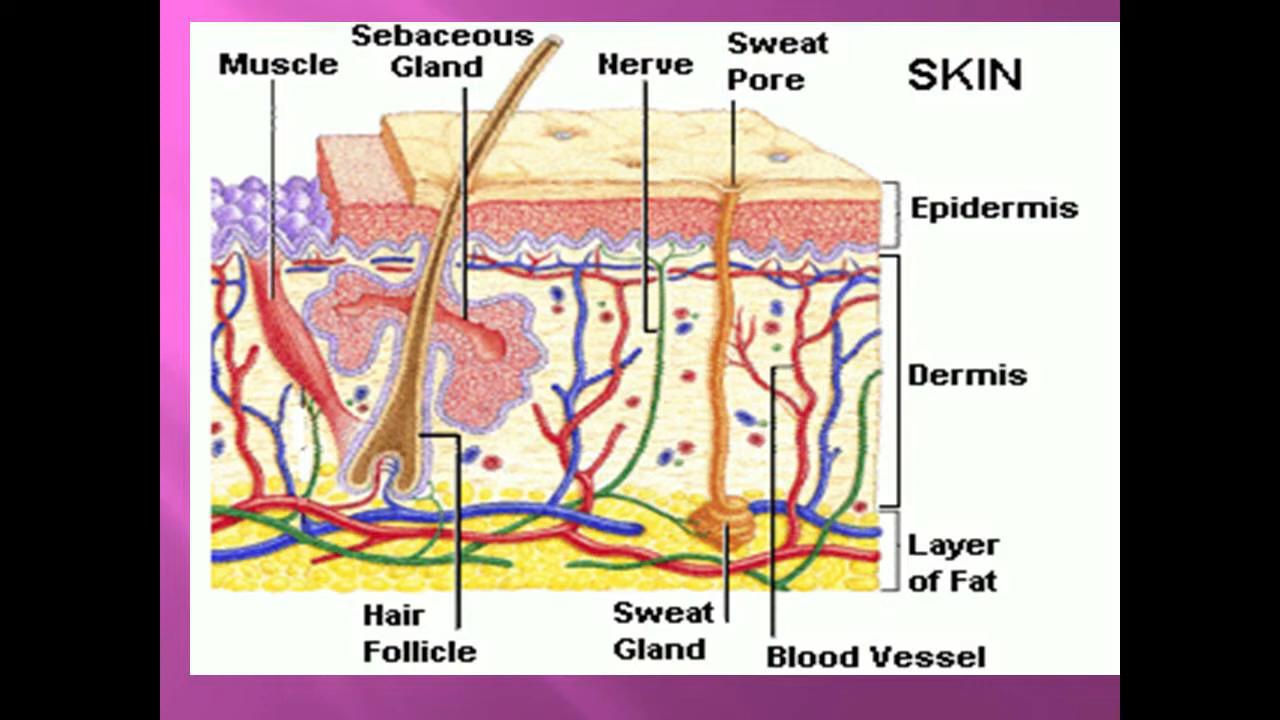 Muscle
Sebaceous
Gland
Nerve
Sweat
Pore
SKIN
Epidermis
Dermis
Layer
of Fat
Hair
Follicle
Sweat
Gland
Blood Vessel